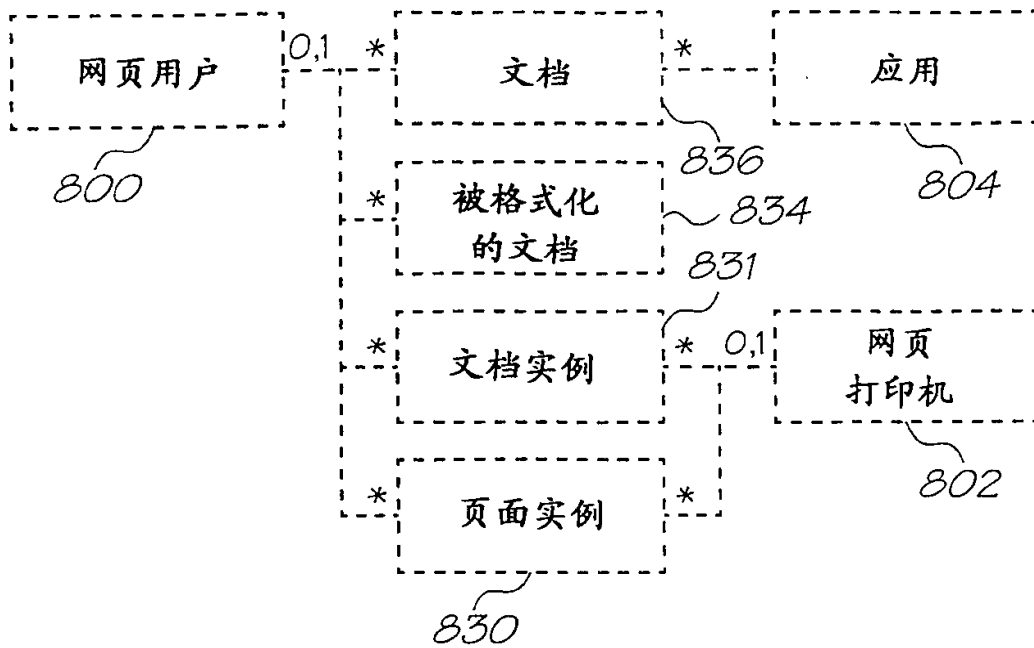 网页用户
0,1
*
文档
*
应用
800
836
804
*
被格式化
的文档
834
831
*
文档实例
*
0,1
网页
打印机
802
*
页面实例
*
830